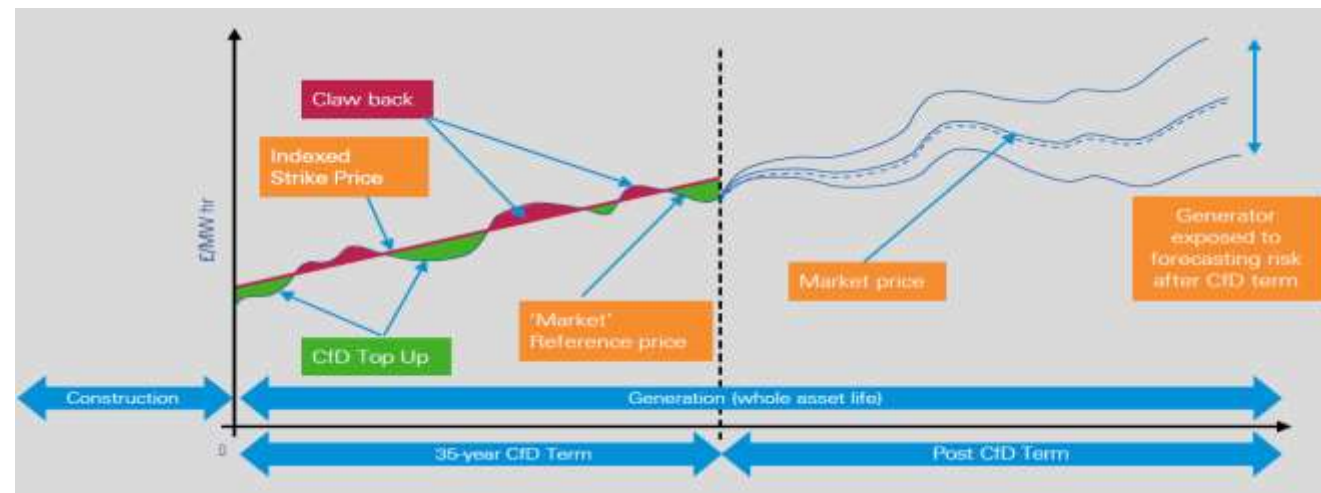 Claw back
Indexed
Strike Price
£/MW hr
CfD Top Up
'Market'
Reference price
Market price
Generator
exposed to
forecasting risk
after CfD term
Construction
Generation (whole asset life)
0
35-year CfD Term
Post CfD Term